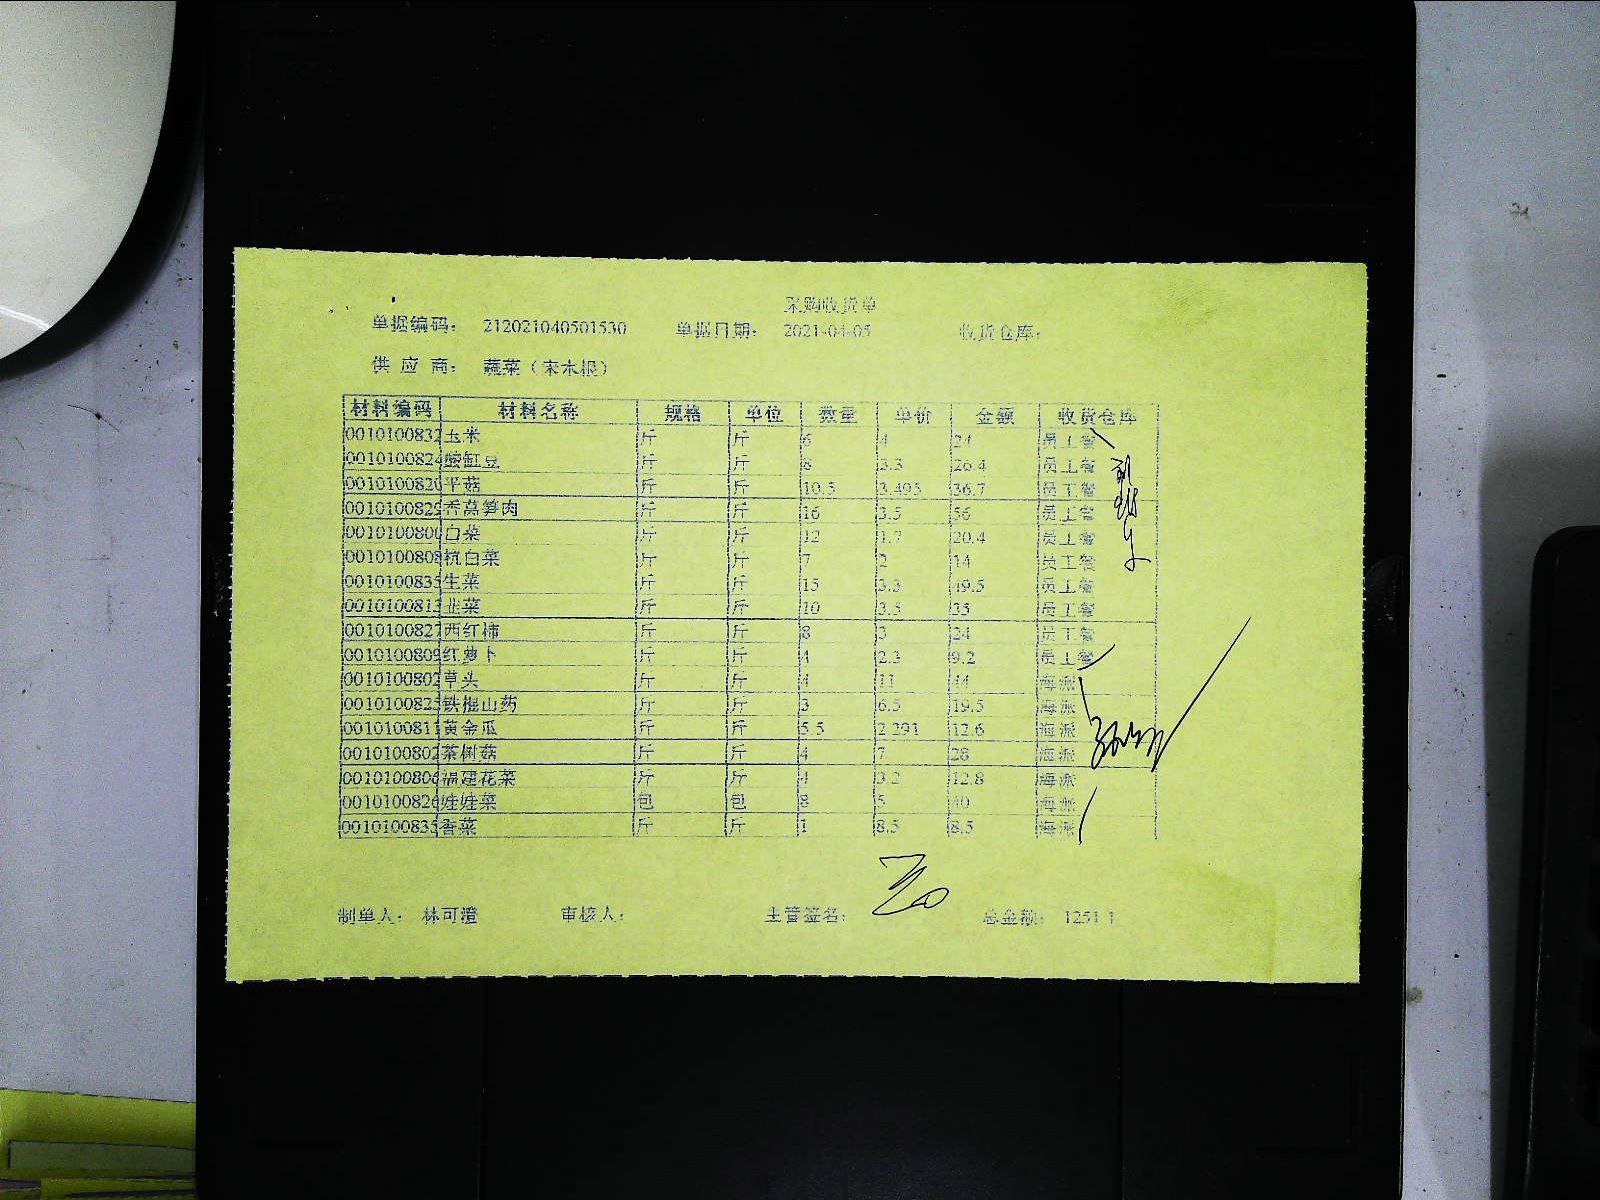 采购收货单
单据编码： 212021040501530 单据日期： 2021-04-05 收货仓库：
供 应 商： 蔬菜（宋木根）
材料编码 材料名称 规格 单位 数量 单价 金额 收货仓库
0010100832 玉米 斤 斤 6 4 24 员工餐
0010100824 酸缸豆 斤 斤 8 3.3 26.4 员工餐
0010100820 平菇 斤 斤 10.5 3.495 36.7 员工餐
0010100829 香莴笋肉 斤 斤 16 3.5 56 员工餐
0010100800 白菜 斤 斤 12 1.7 20.4 员工餐
0010100808 杭白菜 斤 斤 7 2 14 员工餐
0010100835 生菜 斤 斤 15 3.3 49.5 员工餐
0010100813 韭菜 斤 斤 10 3.5 35 员工餐
0010100827 西红柿 斤 斤 8 3 24 员工餐
0010100809 红萝卜 斤 斤 4 2.3 9.2 员工餐
0010100802 草头 斤 斤 4 11 44 海派
0010100825 铁棍山药 斤 斤 3 6.5 19.5 海派
0010100811 黄金瓜 斤 斤 5.5 2.291 12.6 海派
0010100802 茶树菇 斤 斤 4 7 28 海派
0010100806 福建花菜 斤 斤 4 3.2 12.8 海派
0010100826 娃娃菜 包 包 8 5 40 海派
0010100835 香菜 斤 斤 1 8.5 8.5 海派
制单人： 林可澄 审核人： 主管签名： 总金额： 1251.1